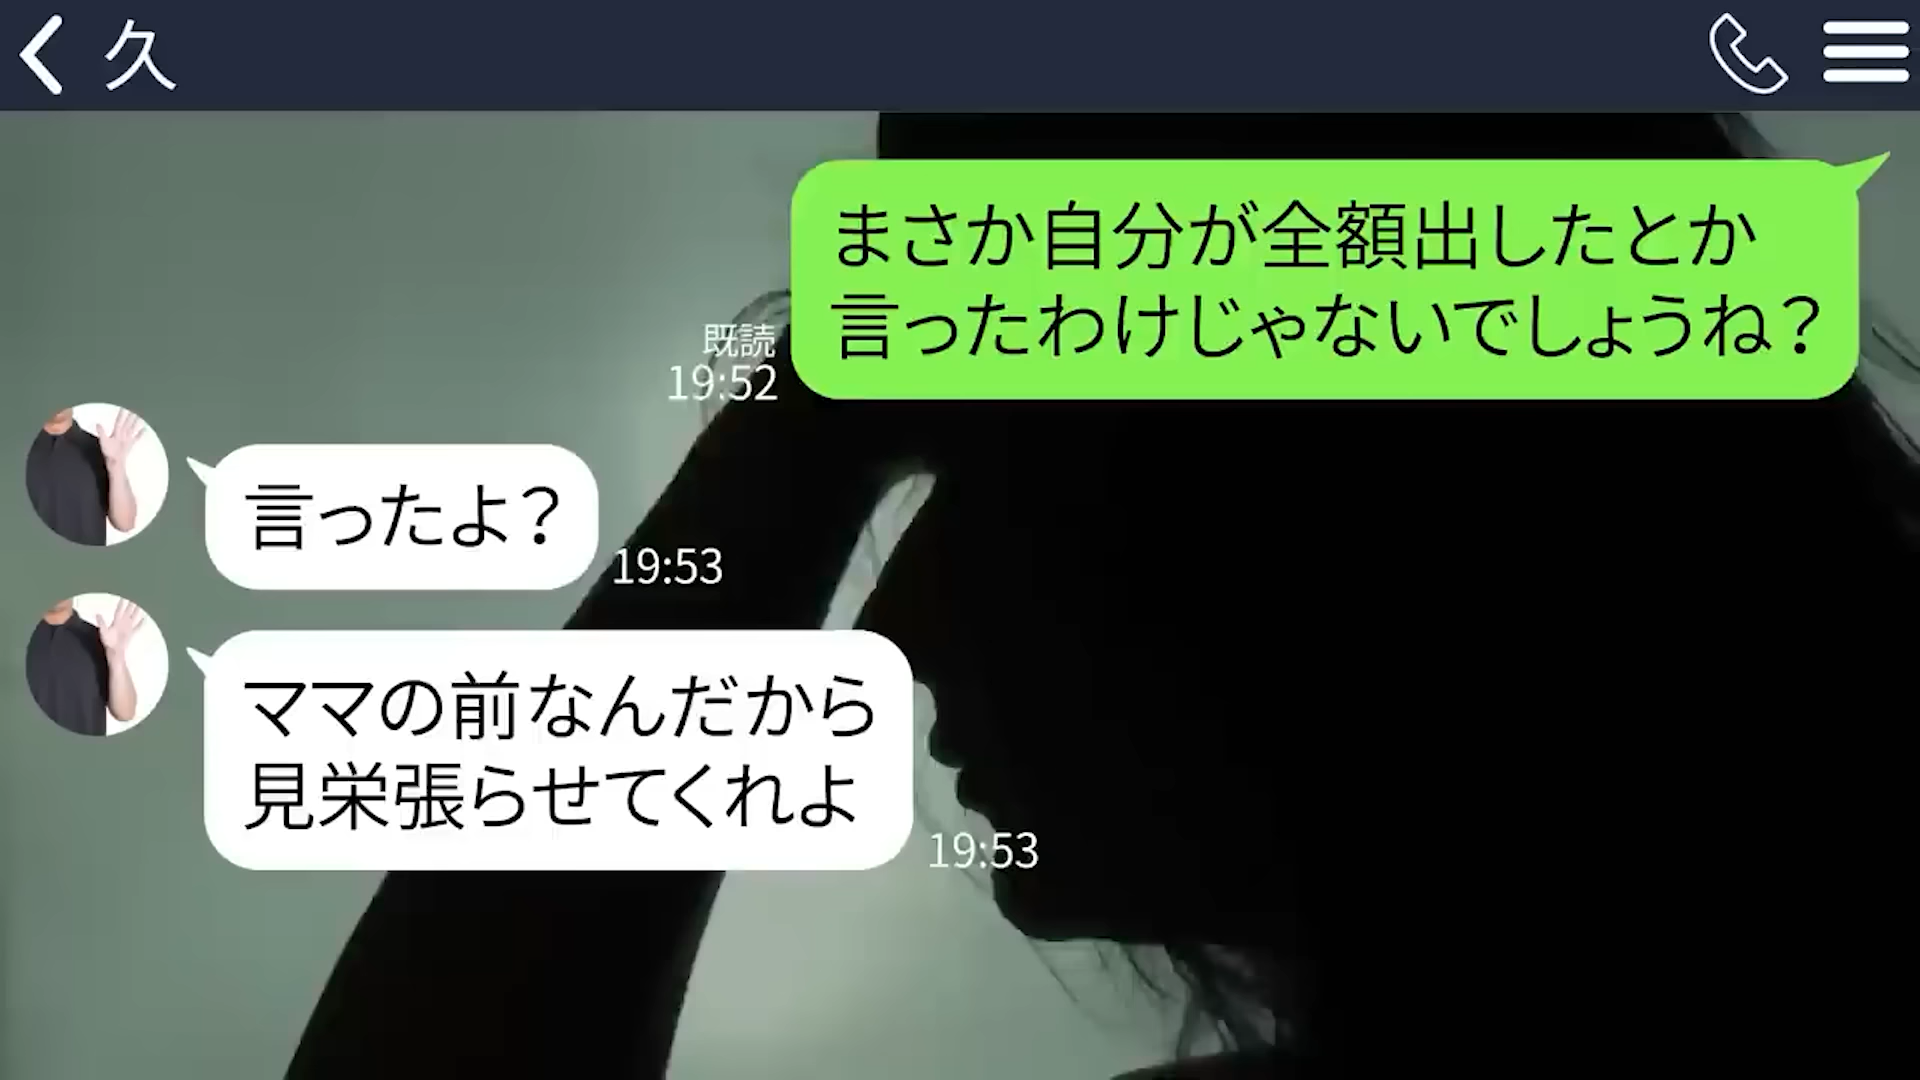 久
まさか自分が全額出したとか
言ったわけじゃないでしょうね？
既読
19:52
言ったよ？
19:53
ママの前なんだから
見栄張らせてくれよ
19:53